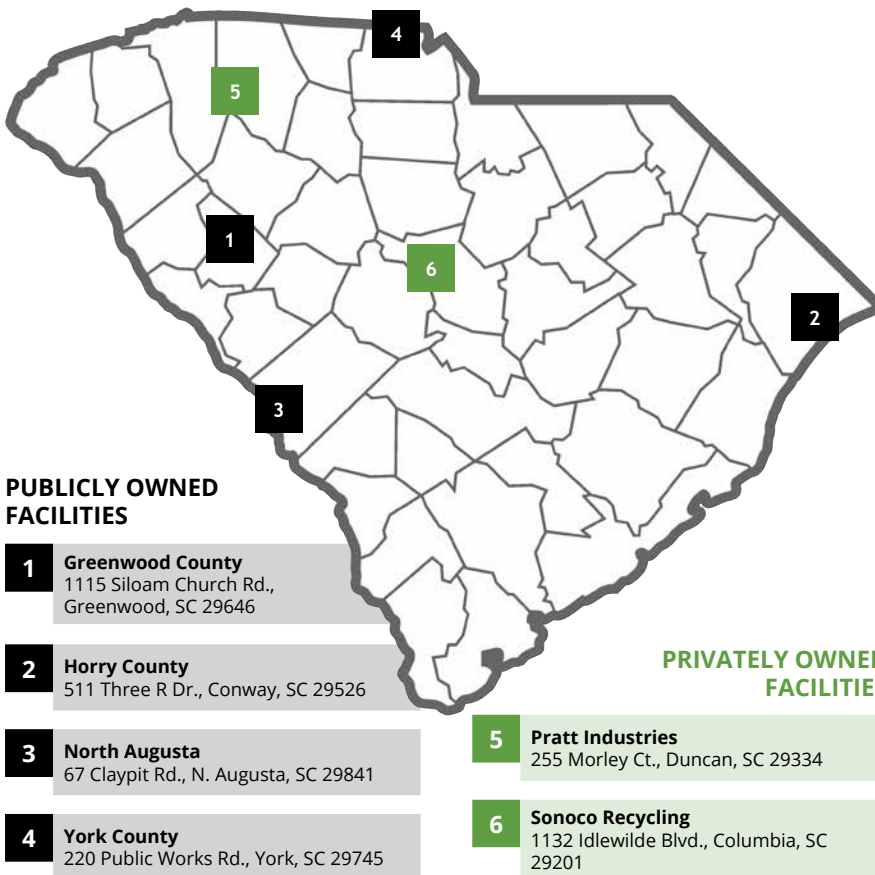 4
5
1
6
2
3
PUBLICLY OWNED
FACILITIES
1
Greenwood County
1115 Siloam Church Rd.,
Greenwood, SC 29646
2
Horry County
511 Three R Dr., Conway, SC 29526
3
North Augusta
67 Claypit Rd., N. Augusta, SC 29841
4
York County
220 Public Works Rd., York, SC 29745
PRIVATELY OWNE
FACILITIE
5
Pratt Industries
255 Morley Ct., Duncan, SC 29334
6
Sonoco Recycling
1132 Idlewilde Blvd., Columbia, SC
29201